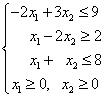 -2x₁+3x₂≤9
x₁-2x₂≥2
x₁+ x₂≤8
x₁≥0, x₂≥0